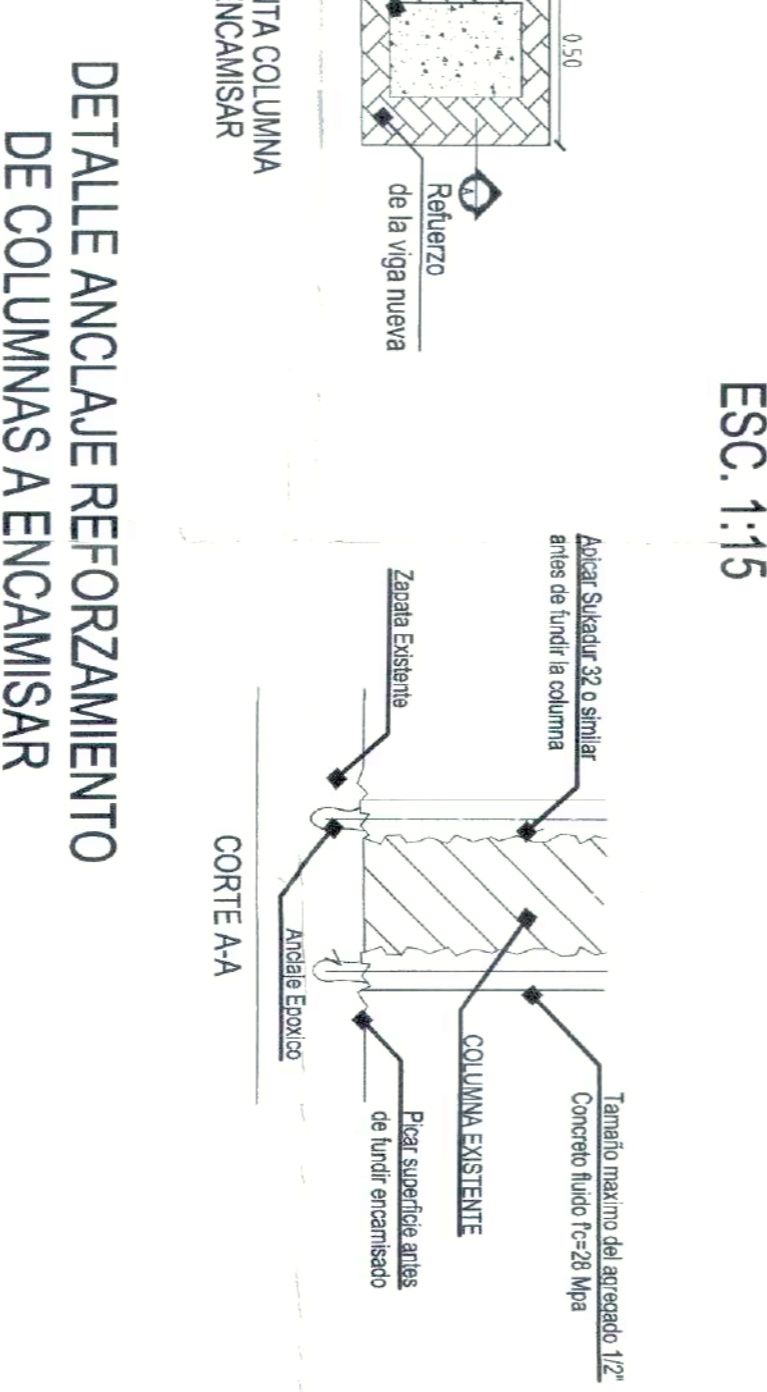 ESC. 1:15
0.50
A
Refuerzo
de la viga nueva
COLUMNA
Apicar Sukadur 32 o similar
antes de fundir la columna
Zapata Existente
Tamaño maximo del agregado 1/2"
Concreto fluido f'c=28 Mpa
COLUMNA EXISTENTE
Picar superficie antes
de fundir encamisado
Anclaje Epoxico
CORTE A-A
DETALLE ANCLAJE REFORZAMIENTO
DE COLUMNAS A ENCAMISAR